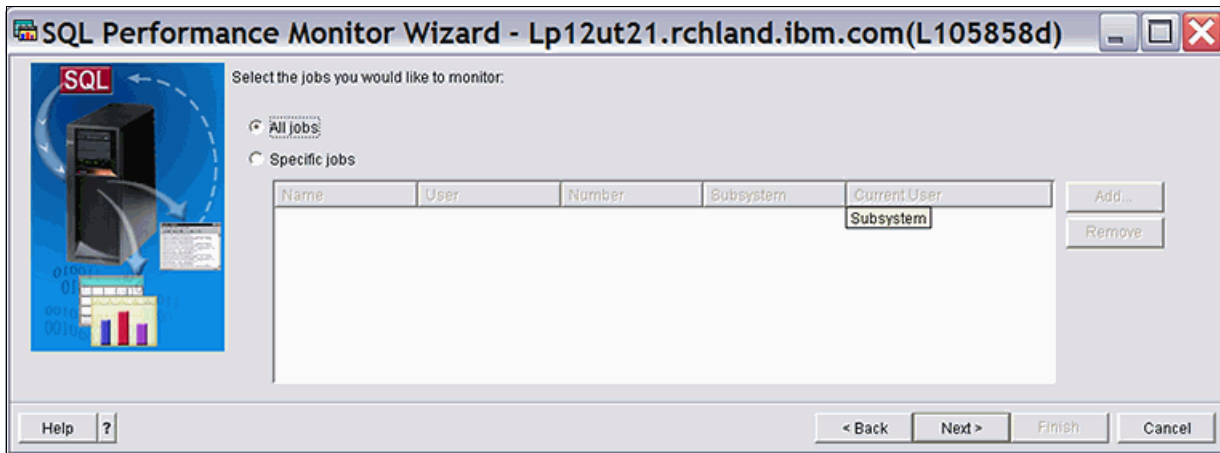 SQL Performance Monitor Wizard - Lp12ut21.rchland.ibm.com(L105858d)
SQL
Select the jobs you would like to monitor:
All jobs
Specific jobs
Name User Number Subsystem Current User
Subsystem
Add...
Remove
Help ? < Back Next > Finish Cancel